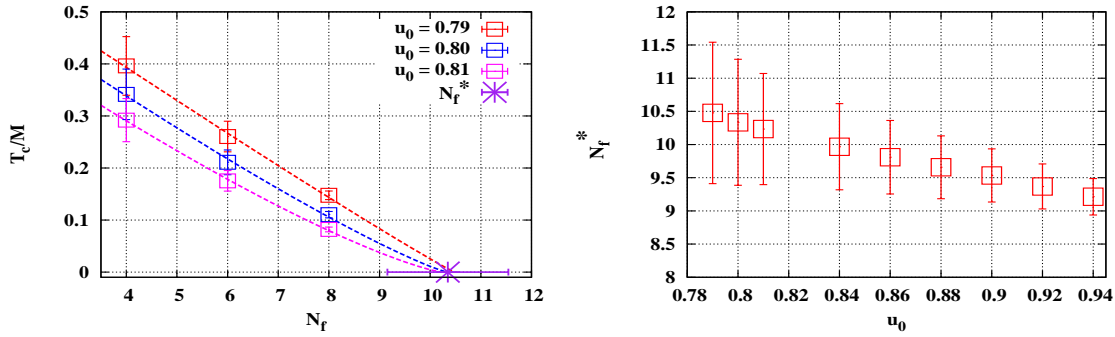 0.5
0.4
0.3
0.2
0.1
0
T_c/M
u_0 = 0.79
u_0 = 0.80
u_0 = 0.81
N_f^*
4 5 6 7 8 9 10 11 12
N_f
12
11.5
11
10.5
10
9.5
9
8.5
8
N_f^*
0.78 0.8 0.82 0.84 0.86 0.88 0.9 0.92 0.94
u_0